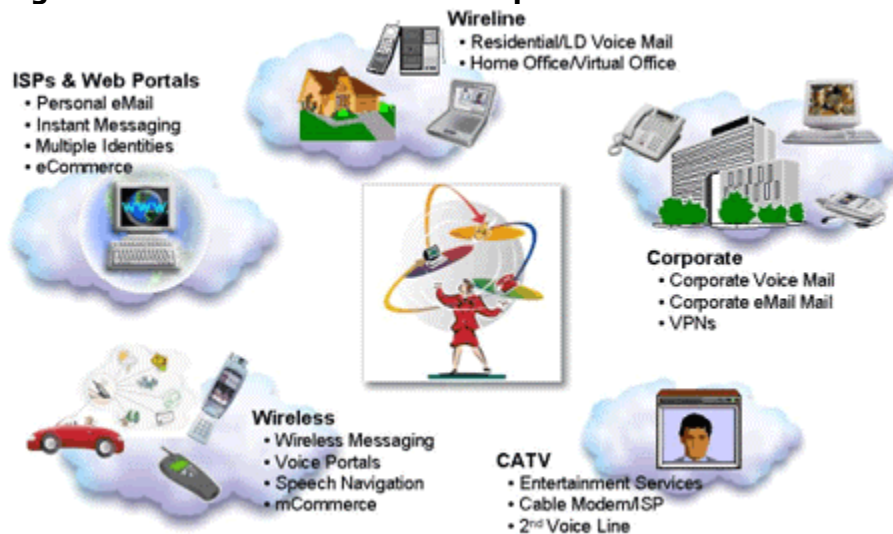 Wireline
• Residential/LD Voice Mail
• Home Office/Virtual Office
ISPs & Web Portals
• Personal eMail
• Instant Messaging
• Multiple Identities
• eCommerce
WWW
Corporate
• Corporate Voice Mail
• Corporate eMail Mail
• VPNs
Wireless
• Wireless Messaging
• Voice Portals
• Speech Navigation
• mCommerce
CATV
• Entertainment Services
• Cable Modem/ISP
• 2nd Voice Line